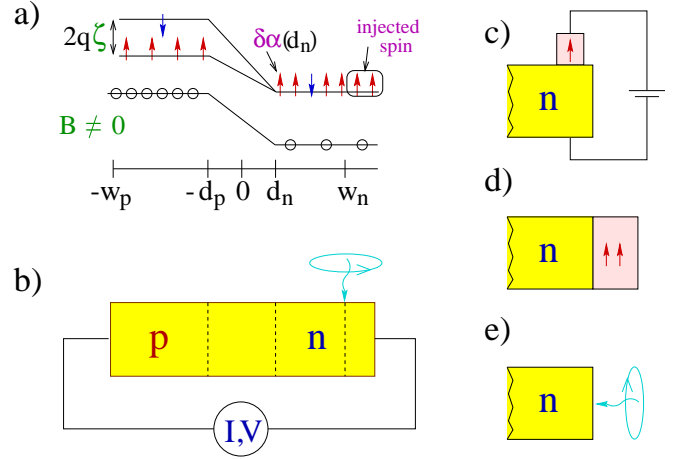 a)
2qζ
δα(dn)
injected
spin
B ≠ 0
-wp
-dp
0
dn
wn
b)
p
n
I,V
c)
n
d)
n
e)
n